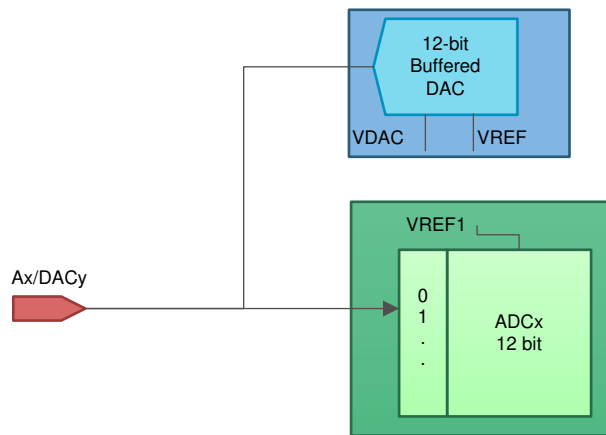 12-bit
Buffered
DAC
VDAC VREF
VREF1
Ax/DACy
0
1
.
.
ADCx
12 bit